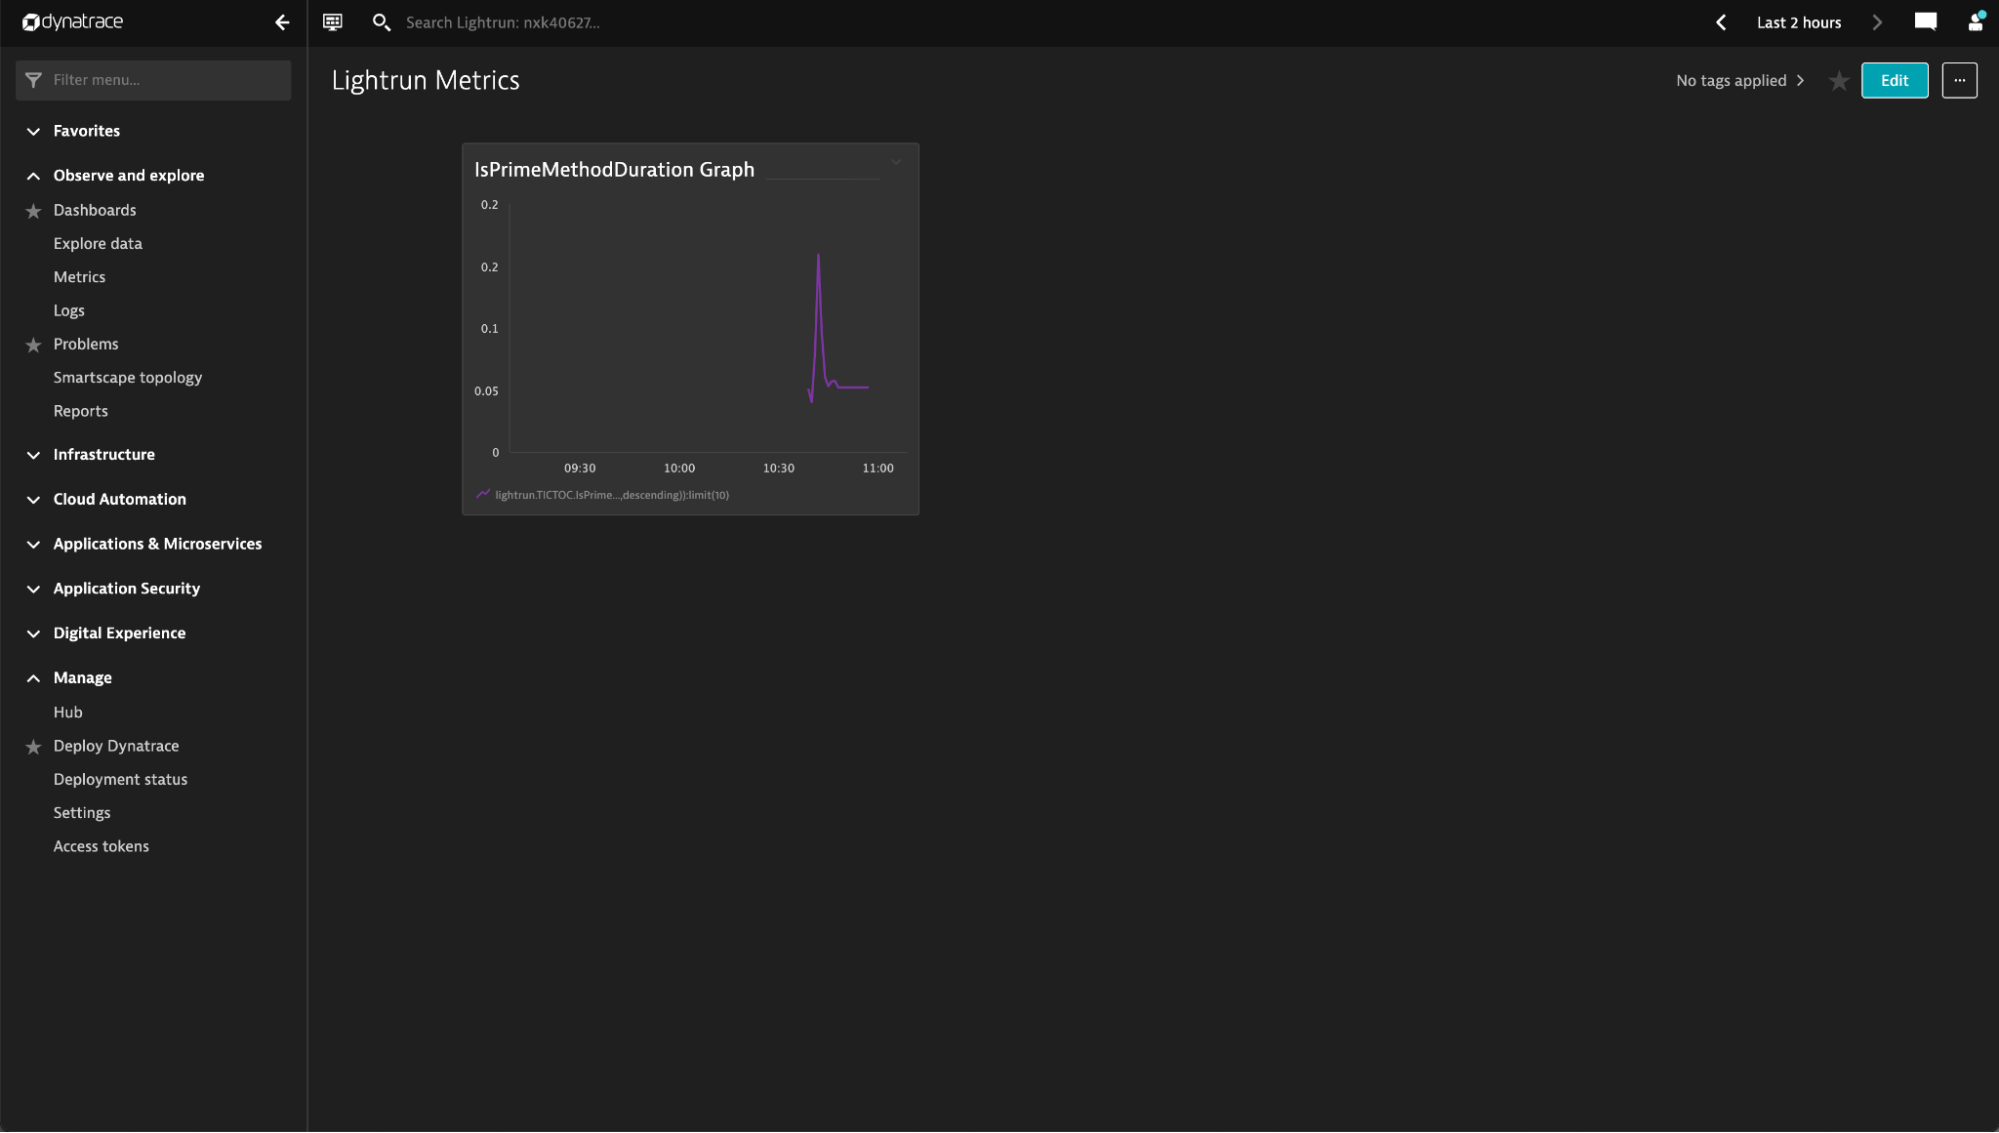 dynatrace
Search Lightrun: nxk40627...
Last 2 hours
Filter menu...
Favorites
Observe and explore
Dashboards
Explore data
Metrics
Logs
Problems
Smartscape topology
Reports
Infrastructure
Cloud Automation
Applications & Microservices
Application Security
Digital Experience
Manage
Hub
Deploy Dynatrace
Deployment status
Settings
Access tokens
Lightrun Metrics
No tags applied
Edit
...
IsPrimeMethodDuration Graph
0.2
0.2
0.1
0.05
0
09:30 10:00 10:30 11:00
lightrun.TICTOC.IsPrime...,descending)):limit(10)